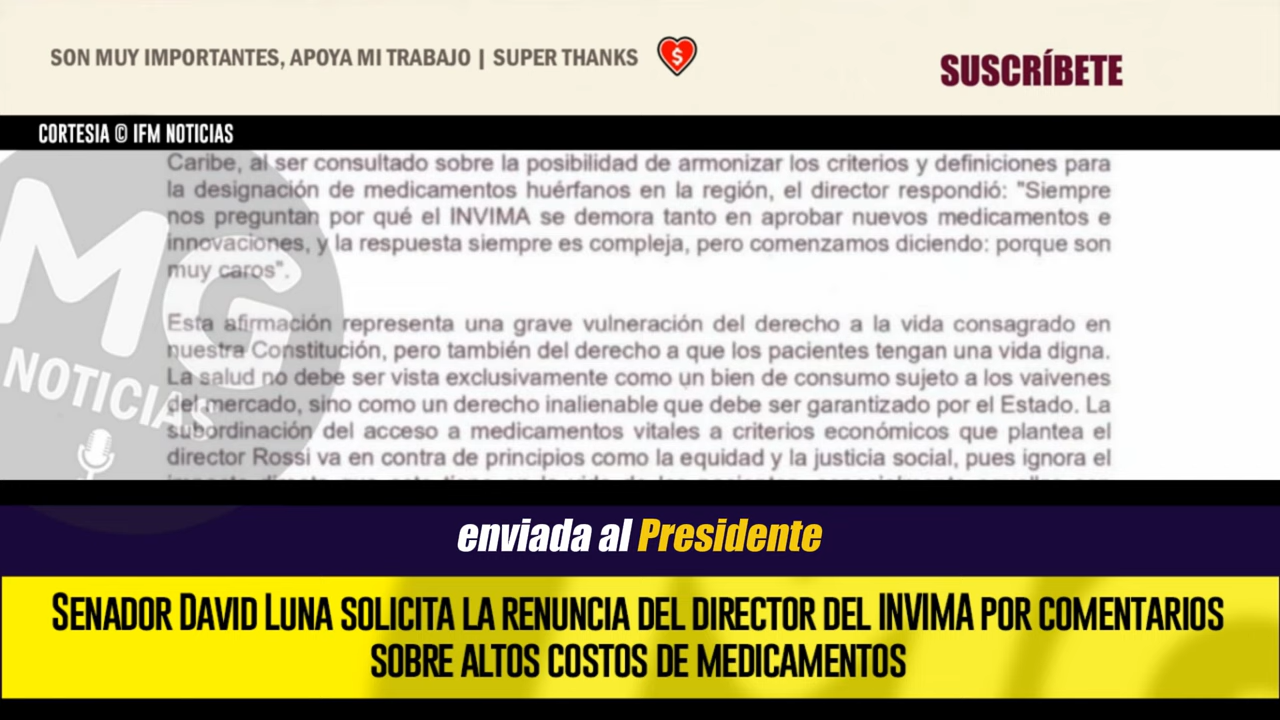 SON MUY IMPORTANTES, APOYA MI TRABAJO | SUPER THANKS
SUSCRÍBETE
CORTESIA © IFM NOTICIAS
Caribe, al ser consultado sobre la posibilidad de armonizar los criterios y definiciones para
la designación de medicamentos huérfanos en la región, el director respondió: "Siempre
nos preguntan por qué el INVIMA se demora tanto en aprobar nuevos medicamentos e
innovaciones, y la respuesta siempre es compleja, pero comenzamos diciendo: porque son
muy caros".
Esta afirmación representa una grave vulneración del derecho a la vida consagrado en
nuestra Constitución, pero también del derecho a que los pacientes tengan una vida digna.
La salud no debe ser vista exclusivamente como un bien de consumo sujeto a los vaivenes
del mercado, sino como un derecho inalienable que debe ser garantizado por el Estado. La
subordinación del acceso a medicamentos vitales a criterios económicos que plantea el
director Rossi va en contra de principios como la equidad y la justicia social, pues ignora el
MG
NOTICIAS
enviada al Presidente
SENADOR DAVID LUNA SOLICITA LA RENUNCIA DEL DIRECTOR DEL INVIMA POR COMENTARIOS
SOBRE ALTOS COSTOS DE MEDICAMENTOS